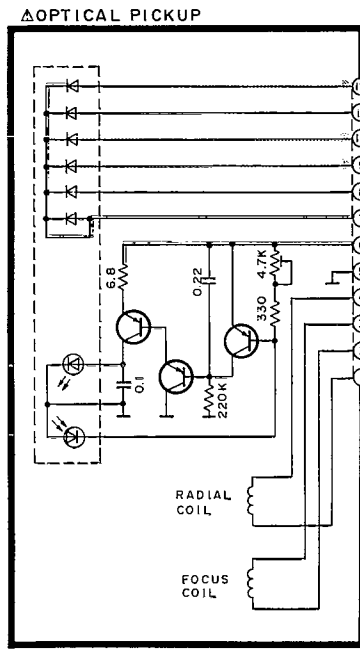 ⚠OPTICAL PICKUP
6.8
0.22
4.7K
330
0.1
220K
RADIAL
COIL
FOCUS
COIL